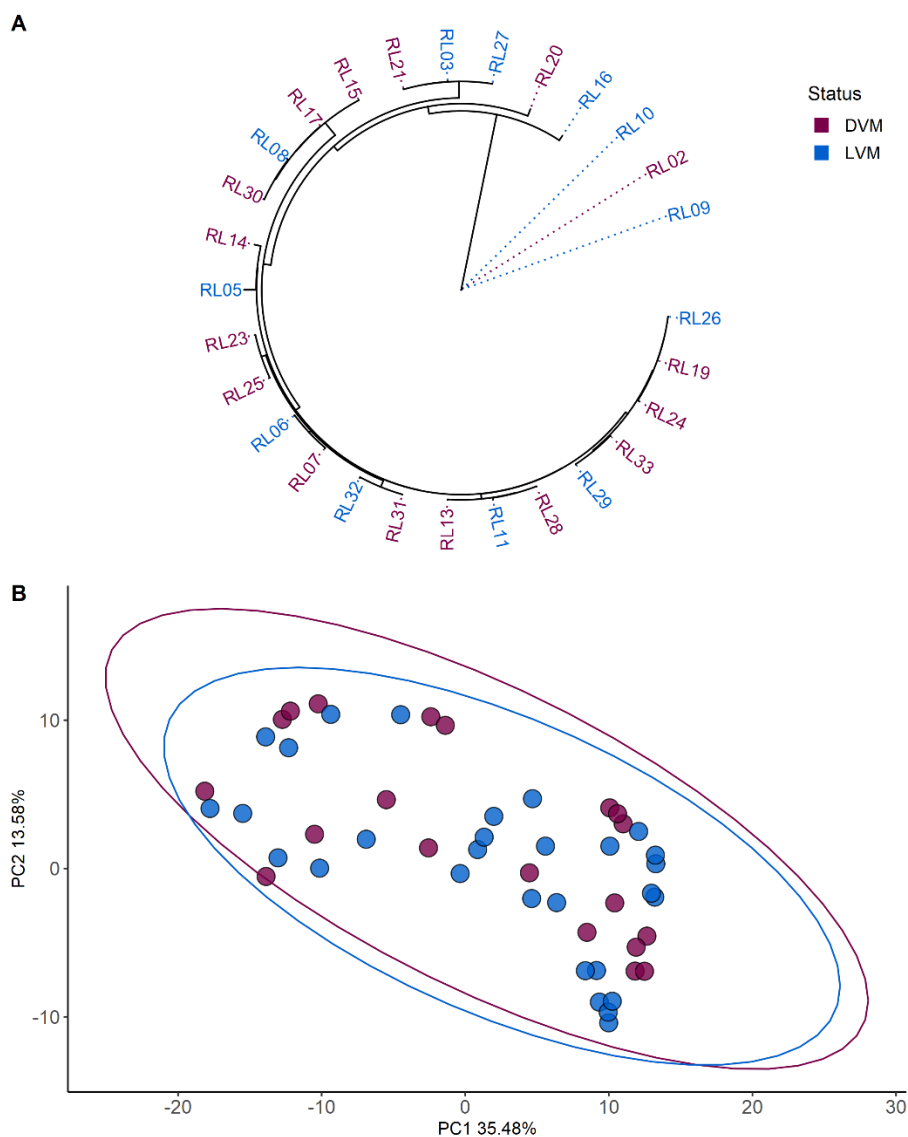 A
RL03
RL27
RL21
RL20
RL15
RL16
RL17
RL10
RL08
RL02
RL30
RL09
RL14
RL05
RL26
RL23
RL19
RL25
RL24
RL06
RL33
RL07
RL29
RL32
RL28
RL31
RL13
RL11
Status
DVM
LVM
B
PC2 13.58%
10
0
-10
-20
-10
0
10
20
30
PC1 35.48%